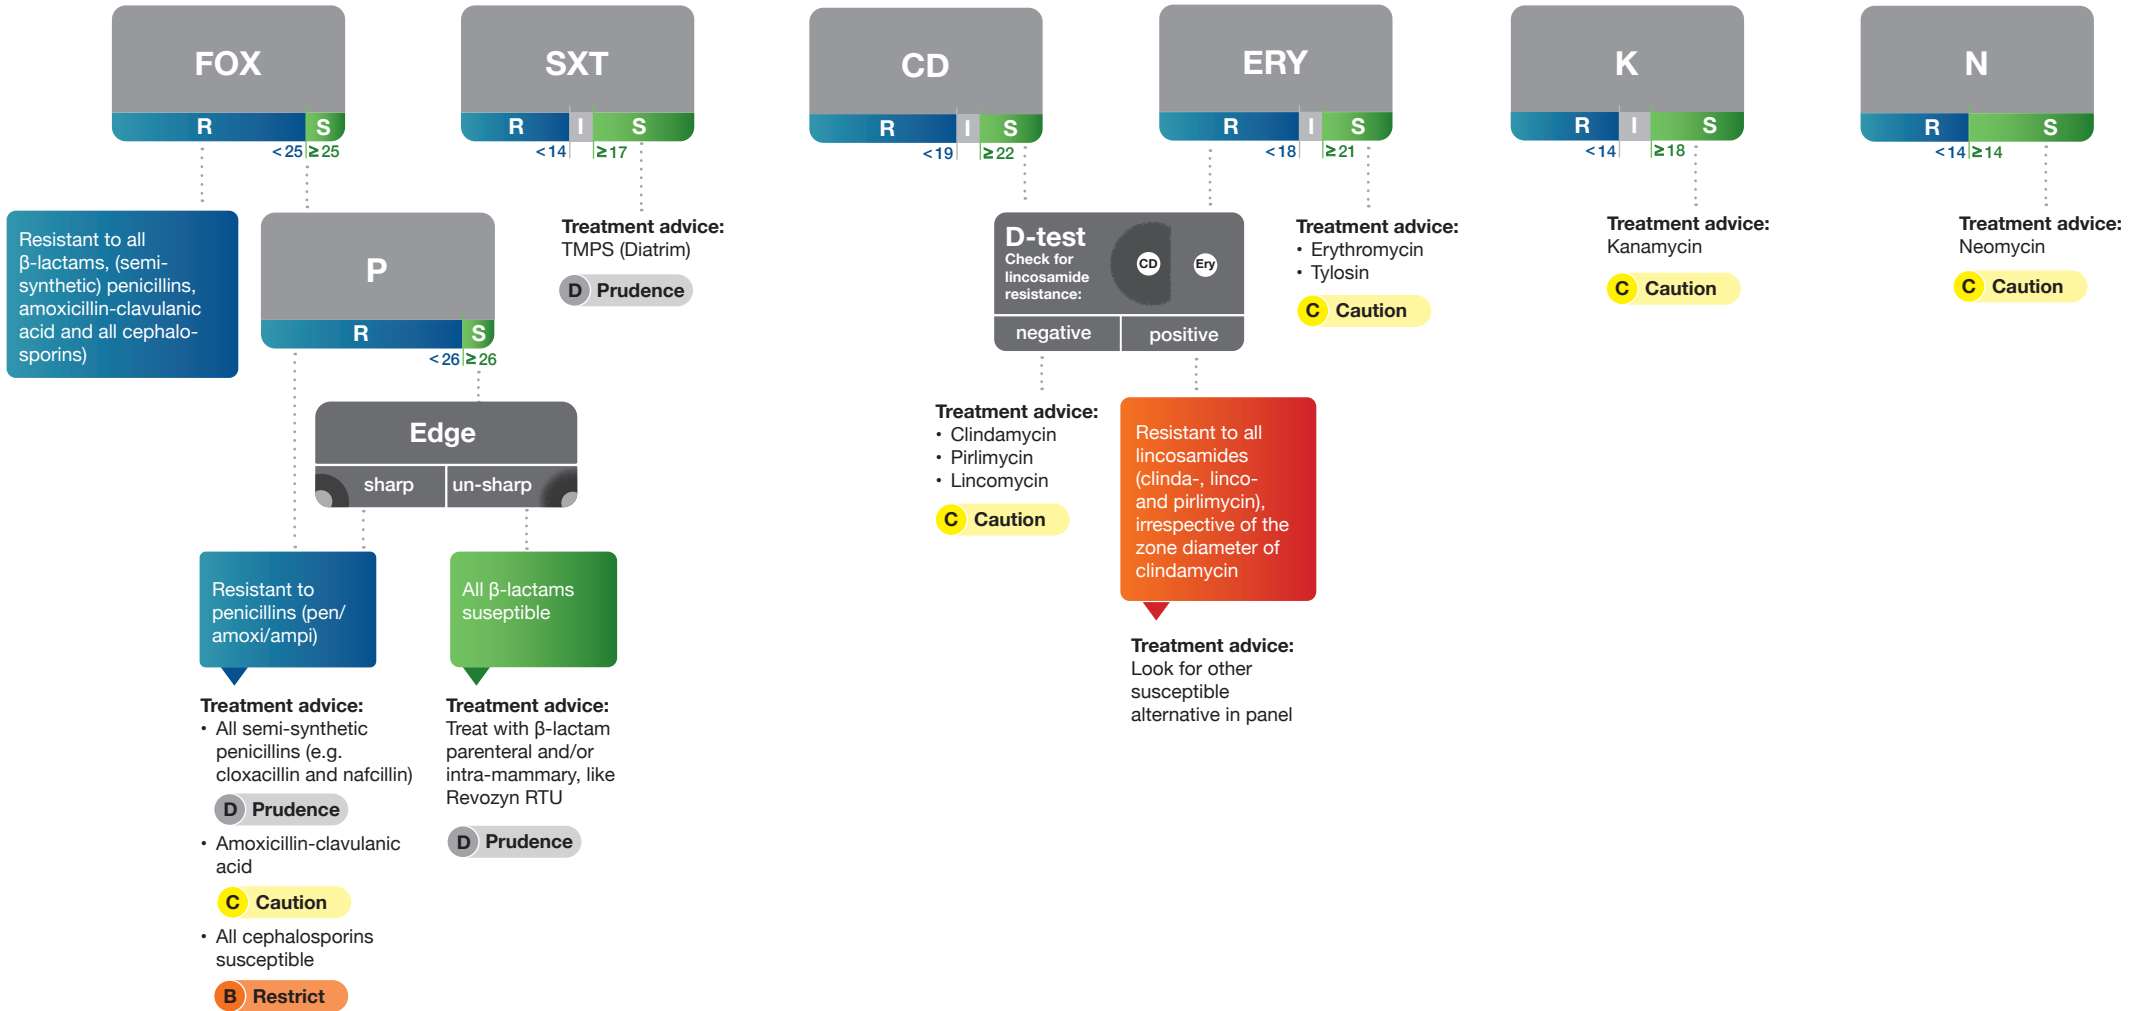 FOX
R S
<25 ≥25
SXT
R I S
<14 ≥17
CD
R I S
<19 ≥22
ERY
R I S
<18 ≥21
K
R I S
<14 ≥18
N
R S
<14 ≥14
Resistant to all
β-lactams, (semi-
synthetic) penicillins,
amoxicillin-clavulanic
acid and all cephalo-
sporins)
P
R S
<26 ≥26
Edge
sharp un-sharp
Resistant to
penicillins (pen/
amoxi/ampi)
Treatment advice:
• All semi-synthetic
penicillins (e.g.
cloxacillin and nafcillin)
D Prudence
• Amoxicillin-clavulanic
acid
C Caution
• All cephalosporins
susceptible
B Restrict
All β-lactams
suseptible
Treatment advice:
Treat with β-lactam
parenteral and/or
intra-mammary, like
Revozyn RTU
D Prudence
Treatment advice:
TMPS (Diatrim)
D Prudence
D-test
Check for
lincosamide
resistance:
CD Ery
negative positive
Treatment advice:
• Clindamycin
• Pirlimycin
• Lincomycin
C Caution
Resistant to all
lincosamides
(clinda-, linco-
and pirlimycin),
irrespective of the
zone diameter of
clindamycin
Treatment advice:
Look for other
susceptible
alternative in panel
Treatment advice:
• Erythromycin
• Tylosin
C Caution
Treatment advice:
Kanamycin
C Caution
Treatment advice:
Neomycin
C Caution